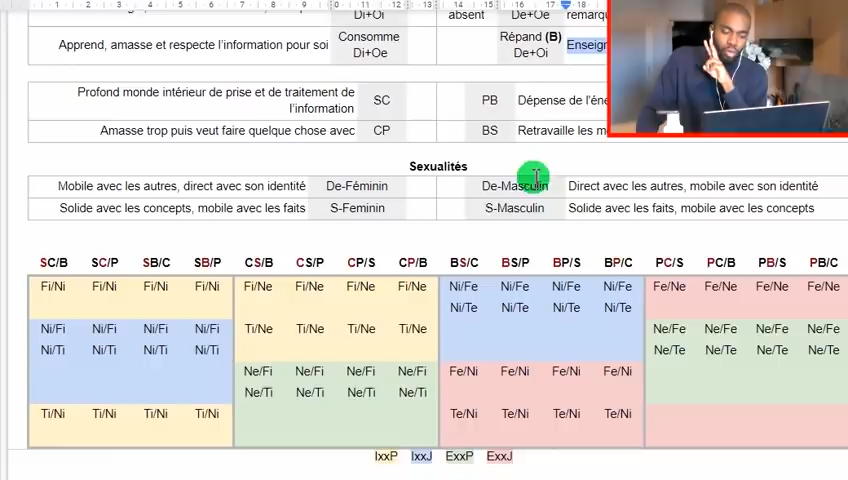 Di+Oi absent De+Oe remarq
Apprend, amasse et respecte l'information pour soi Consomme Di+Oe Répand (B) De+Oi Enseign
Profond monde intérieur de prise et de traitement de l'information SC PB Dépense de l'éne
Amasse trop puis veut faire quelque chose avec CP BS Retravaille les m
Sexualités
Mobile avec les autres, direct avec son identité De-Féminin De-Masculin Direct avec les autres, mobile avec son identité
Solide avec les concepts, mobile avec les faits S-Feminin S-Masculin Solide avec les faits, mobile avec les concepts
SC/B SC/P SB/C SB/P CS/B CS/P CP/S CP/B BS/C BS/P BP/S BP/C PC/S PC/B PB/S PB/C
Fi/Ni Fi/Ni Fi/Ni Fi/Ni Fi/Ne Fi/Ne Fi/Ne Fi/Ne Ni/Fe Ni/Fe Ni/Fe Ni/Fe Fe/Ne Fe/Ne Fe/Ne Fe/Ne
Ni/Te Ni/Te Ni/Te Ni/Te
Ni/Fi Ni/Fi Ni/Fi Ni/Fi Ti/Ne Ti/Ne Ti/Ne Ti/Ne Ne/Fe Ne/Fe Ne/Fe Ne/Fe
Ni/Ti Ni/Ti Ni/Ti Ni/Ti Ne/Te Ne/Te Ne/Te Ne/Te
Ne/Fi Ne/Fi Ne/Fi Ne/Fi Fe/Ni Fe/Ni Fe/Ni Fe/Ni
Ne/Ti Ne/Ti Ne/Ti Ne/Ti
Ti/Ni Ti/Ni Ti/Ni Ti/Ni Te/Ni Te/Ni Te/Ni Te/Ni
IxxP IxxJ ExxP ExxJ